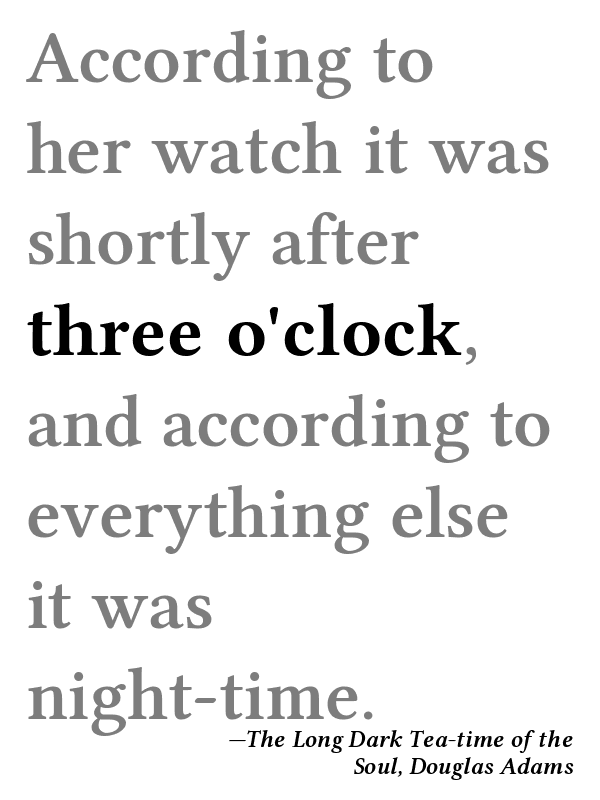 According to
her watch it was
shortly after
three o'clock,
and according to
everything else
it was
night-time.
—The Long Dark Tea-time of the
Soul, Douglas Adams